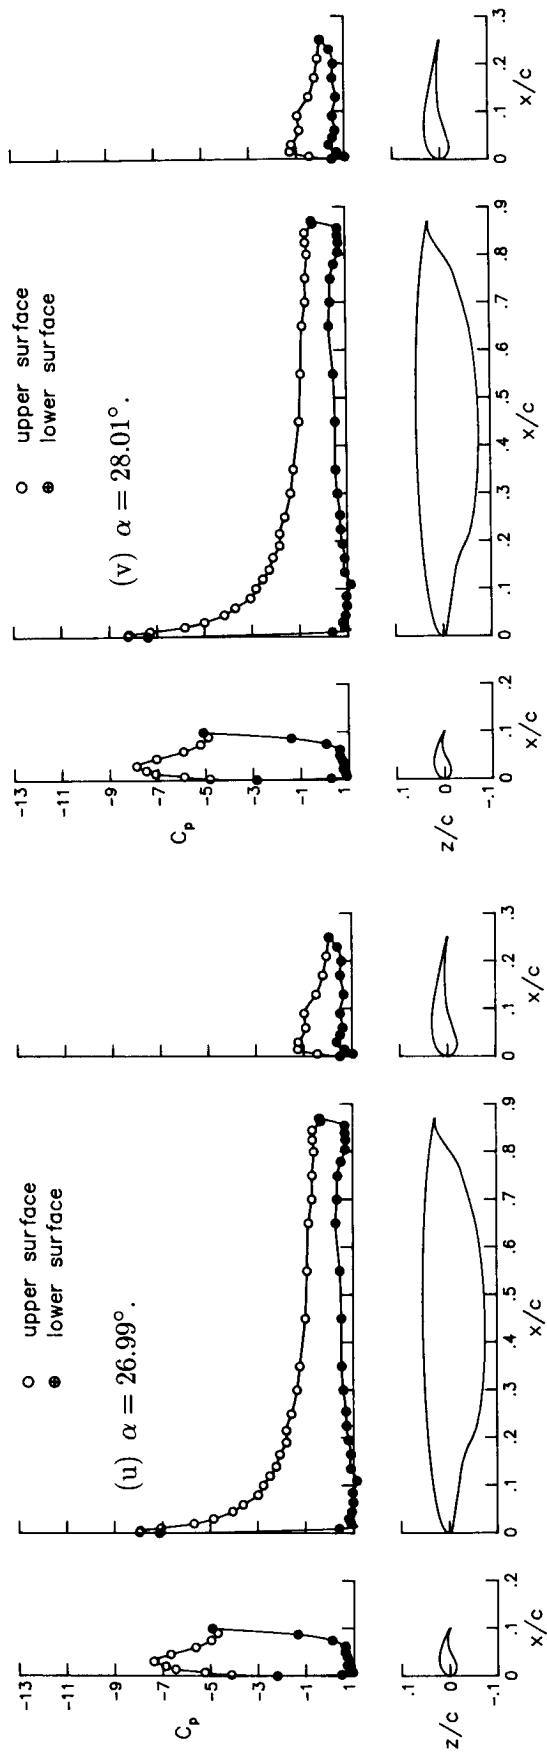 ○ upper surface
⊕ lower surface
(u) α = 26.99°.
-13
-11
-9
-7
-5
-3
-1
1
Cₚ
.1
0
-.1
z/c
0 .1 .2
x/c
0 .1 .2 .3 .4 .5 .6 .7 .8 .9
x/c
0 .1 .2 .3
x/c
○ upper surface
⊕ lower surface
(v) α = 28.01°.
-13
-11
-9
-7
-5
-3
-1
1
Cₚ
.1
0
-.1
z/c
0 .1 .2
x/c
0 .1 .2 .3 .4 .5 .6 .7 .8 .9
x/c
0 .1 .2 .3
x/c